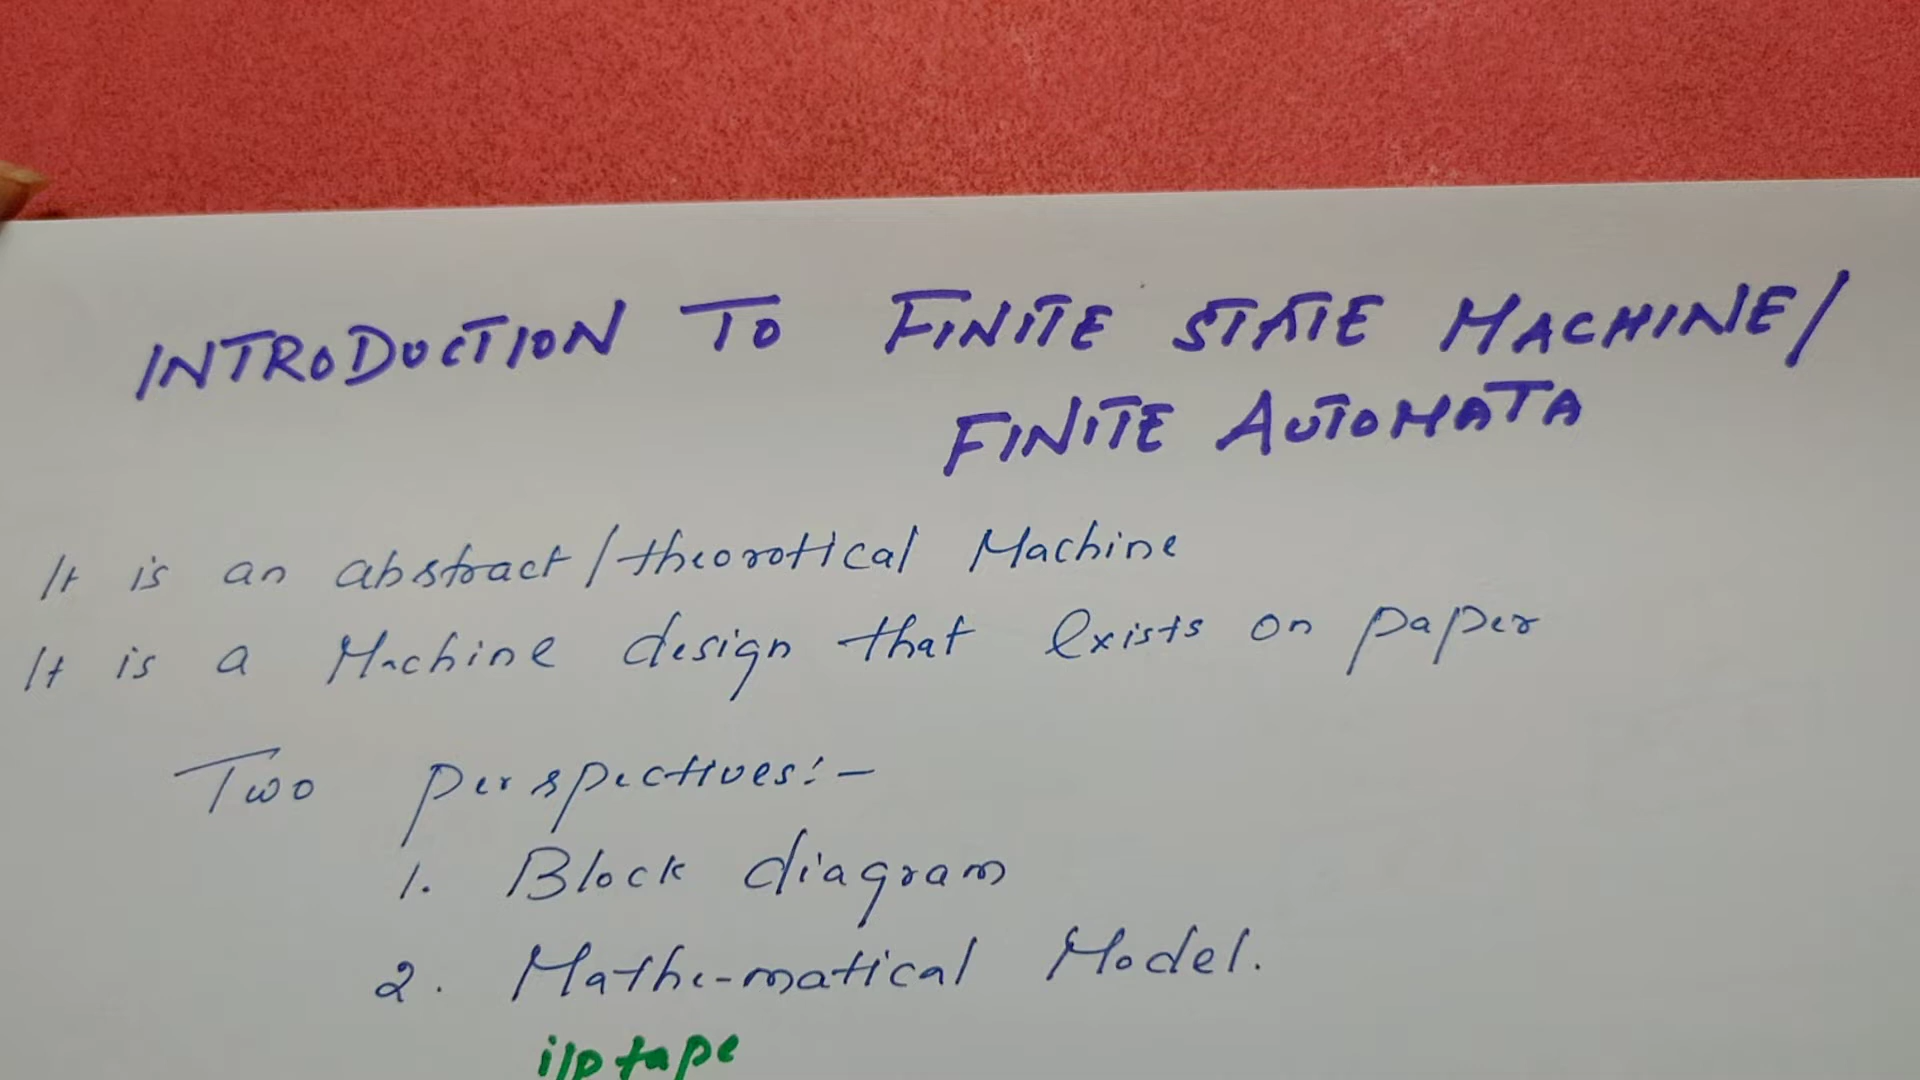 INTRODUCTION TO FINITE STATE MACHINE/
FINITE AUTOMATA
It is an abstract/theorotical Machine
It is a Machine design that exists on paper
Two perspectives:-
1. Block diagram
2. Mathe-matical Model.
i/p tape